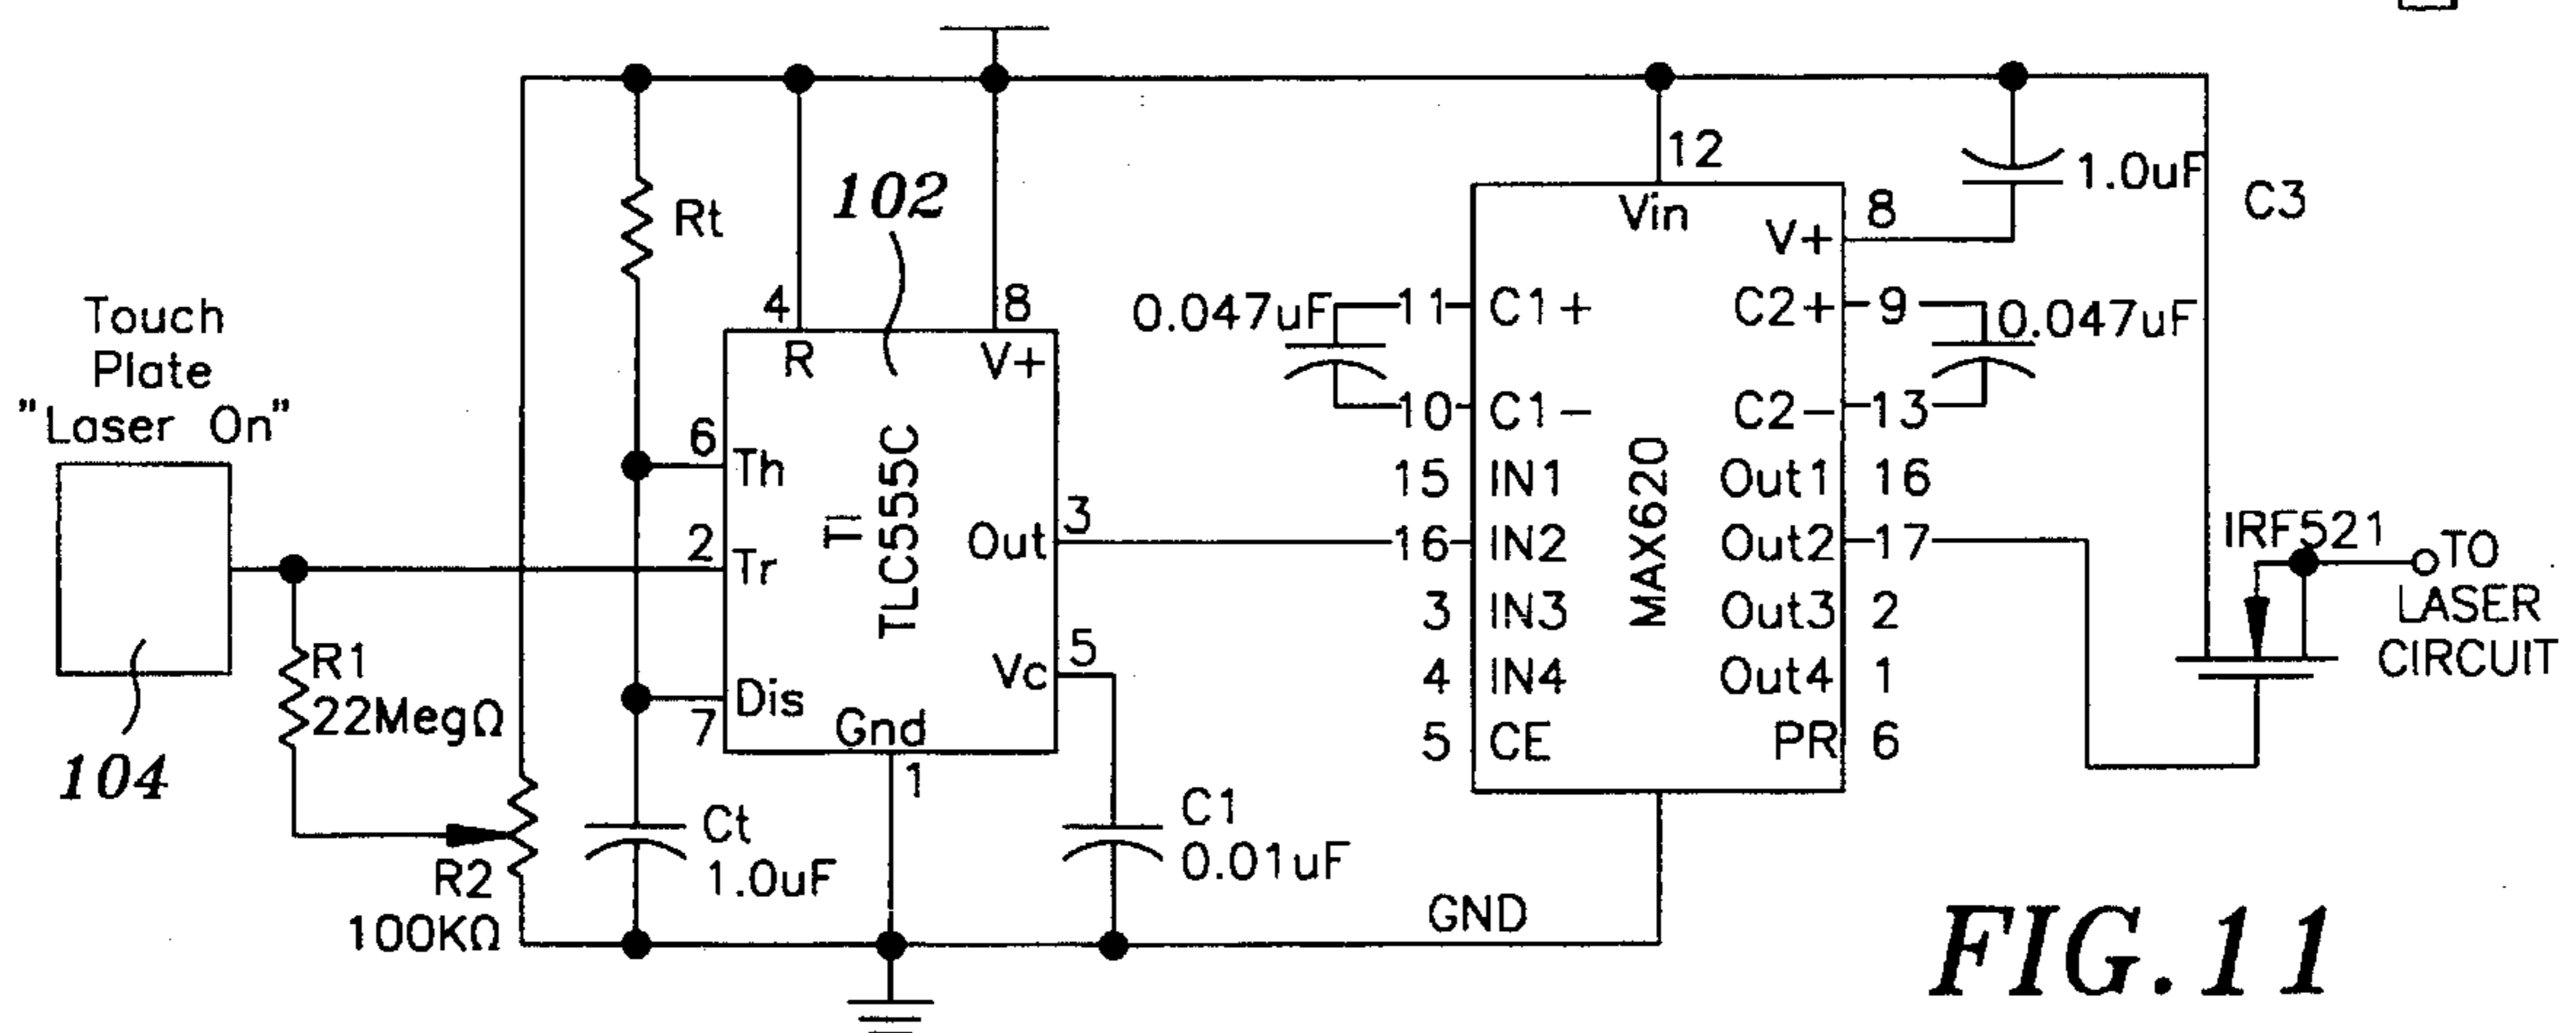 Touch
Plate
"Laser On"
104
R1
22MegΩ
R2
100KΩ
Rt
Ct
1.0uF
102
4
8
R
V+
6
Th
2
Tr
7
Dis
Gnd
1
TI
TLC555C
Out
3
Vc
5
C1
0.01uF
GND
12
Vin
V+
8
1.0uF
C3
0.047uF
11
C1+
10
C1-
15
IN1
16
IN2
3
IN3
4
IN4
5
CE
MAX620
C2+
9
0.047uF
C2-
13
Out1
16
Out2
17
Out3
2
Out4
1
PR
6
IRF521
TO
LASER
CIRCUIT
FIG.11